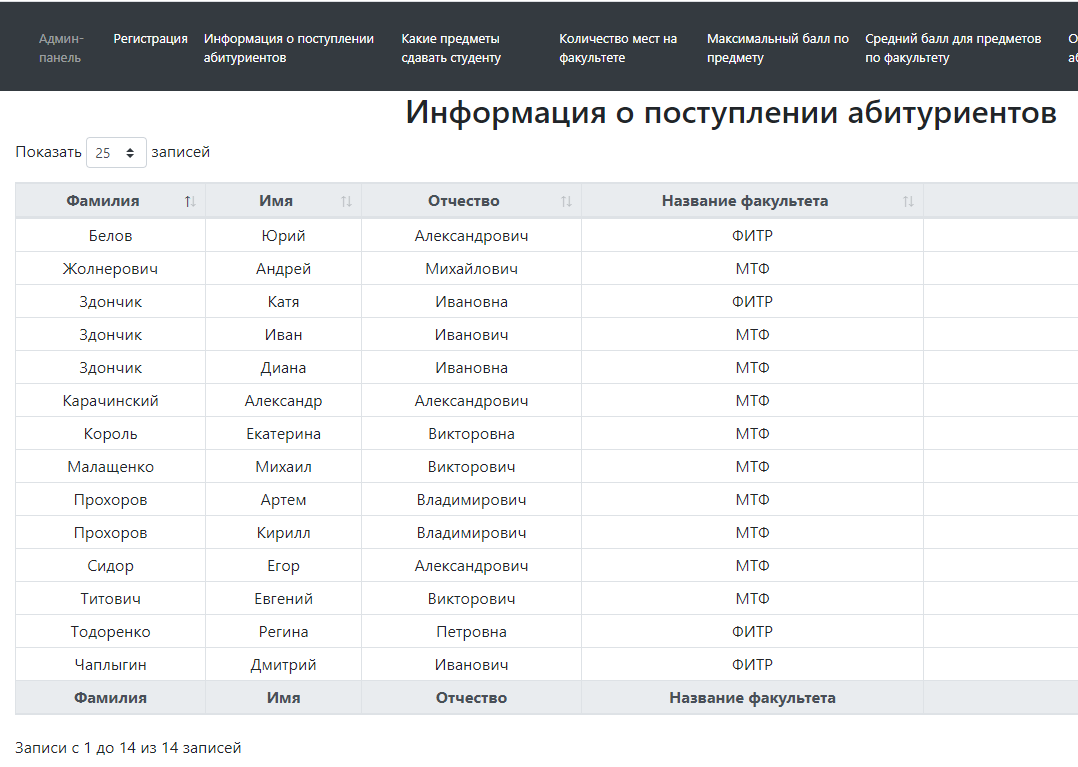 Админ- Регистрация Информация о поступлении Какие предметы Количество мест на Максимальный балл по Средний балл для предметов
панель абитуриентов сдавать студенту факультете предмету по факультету
Информация о поступлении абитуриентов
Показать 25 записей
Фамилия Имя Отчество Название факультета
Белов Юрий Александрович ФИТР
Жолнерович Андрей Михайлович МТФ
Здончик Катя Ивановна ФИТР
Здончик Иван Иванович МТФ
Здончик Диана Ивановна МТФ
Карачинский Александр Александрович МТФ
Король Екатерина Викторовна МТФ
Малащенко Михаил Викторович МТФ
Прохоров Артем Владимирович МТФ
Прохоров Кирилл Владимирович МТФ
Сидор Егор Александрович МТФ
Титович Евгений Викторович МТФ
Тодоренко Регина Петровна ФИТР
Чаплыгин Дмитрий Иванович ФИТР
Фамилия Имя Отчество Название факультета
Записи с 1 до 14 из 14 записей